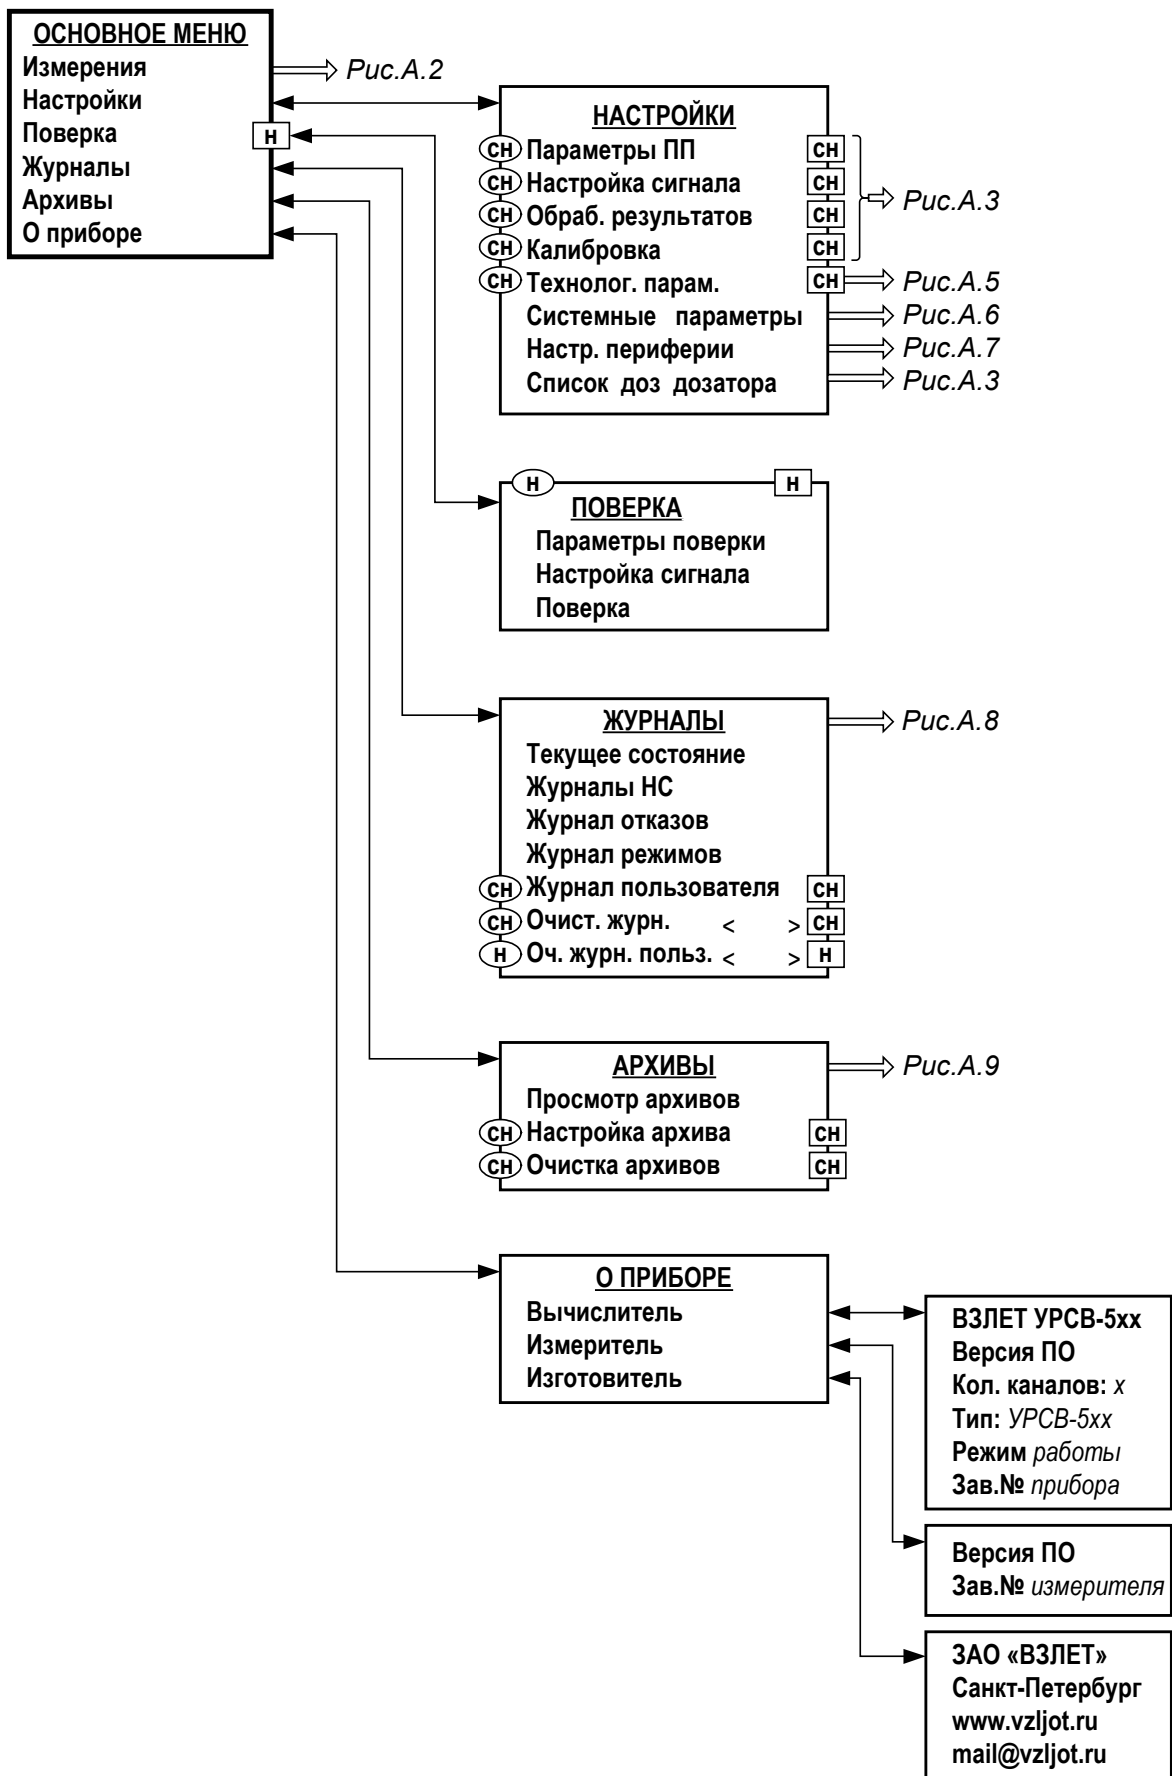 ОСНОВНОЕ МЕНЮ
Измерения
Рис.А.2
Настройки
Поверка
Н
Журналы
Архивы
О приборе
НАСТРОЙКИ
СН Параметры ПП СН
СН Настройка сигнала СН
Рис.А.3
СН Обраб. результатов СН
СН Калибровка СН
СН Технолог. парам. СН Рис.А.5
Системные параметры Рис.А.6
Настр. периферии Рис.А.7
Список доз дозатора Рис.А.3
Н Н
ПОВЕРКА
Параметры поверки
Настройка сигнала
Поверка
ЖУРНАЛЫ Рис.А.8
Текущее состояние
Журналы НС
Журнал отказов
Журнал режимов
СН Журнал пользователя СН
СН Очист. журн. < > СН
Н Оч. журн. польз. < > Н
АРХИВЫ Рис.А.9
Просмотр архивов
СН Настройка архива СН
СН Очистка архивов СН
О ПРИБОРЕ
Вычислитель
Измеритель
Изготовитель
ВЗЛЕТ УРСВ-5хх
Версия ПО
Кол. каналов: х
Тип: УРСВ-5хх
Режим работы
Зав.№ прибора
Версия ПО
Зав.№ измерителя
ЗАО «ВЗЛЕТ»
Санкт-Петербург
www.vzljot.ru
mail@vzljot.ru